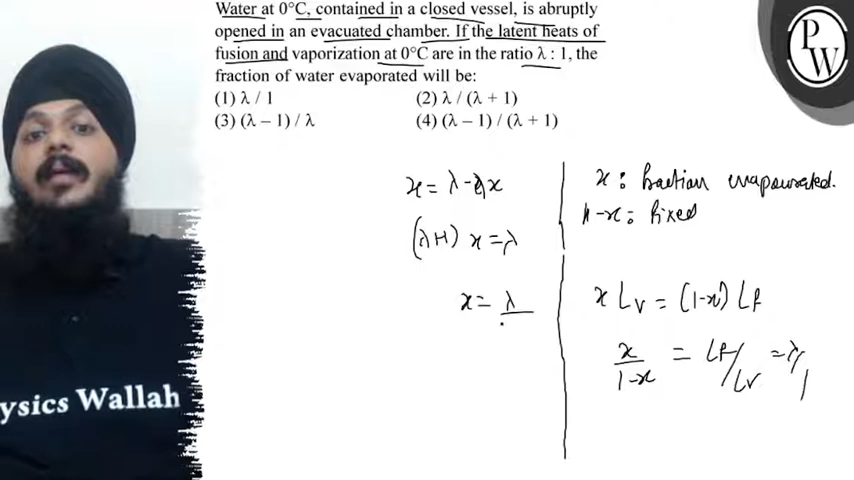 Water at 0°C, contained in a closed vessel, is abruptly
opened in an evacuated chamber. If the latent heats of
fusion and vaporization at 0°C are in the ratio λ : 1, the
fraction of water evaporated will be:
(1) λ / 1 (2) λ / (λ + 1)
(3) (λ − 1) / λ (4) (λ − 1) / (λ + 1)
P
W
x = λ - λx
(λ+1) x = λ
x = λ
x : fraction evapourated.
1-x : fixed
x Lv = (1-x) Lf
x/1-x = Lf/Lv = λ/1
ysics Wallah